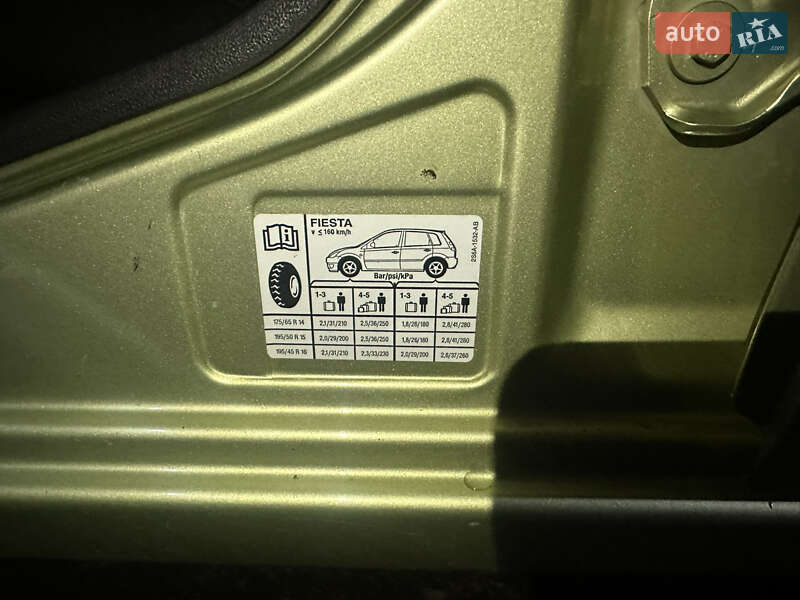 auto RIA.com
FIESTA
v ≤ 160 km/h
2S6A-1532-AB
Bar/psi/kPa
1-3 4-5 1-3 4-5
175/65 R 14 2,1/31/210 2,5/36/250 1,8/26/180 2,8/41/280
195/50 R 15 2,0/29/200 2,5/36/250 1,8/26/180 2,8/41/280
195/45 R 16 2,1/31/210 2,3/33/230 2,0/29/200 2,6/37/260